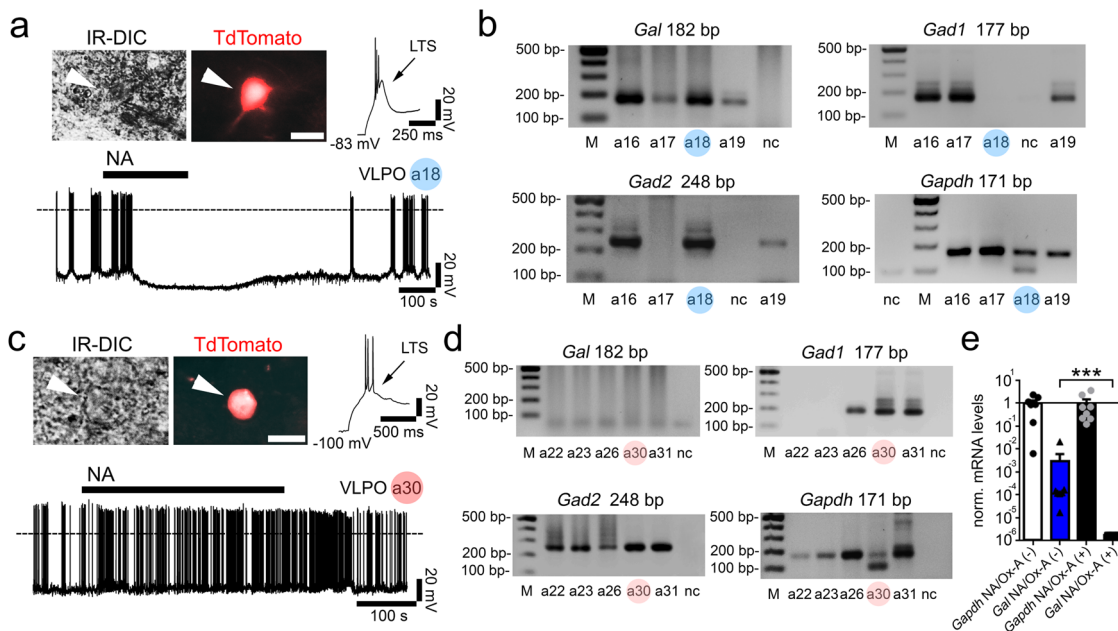 a
IR-DIC
TdTomato
LTS
20 mV
250 ms
-83 mV
NA
VLPO a18
20 mV
100 s
b
Gal 182 bp
500 bp-
200 bp-
100 bp-
M a16 a17 a18 a19 nc
Gad1 177 bp
500 bp-
200 bp-
100 bp-
M a16 a17 a18 nc a19
Gad2 248 bp
500 bp-
200 bp-
100 bp-
M a16 a17 a18 nc a19
Gapdh 171 bp
500 bp-
200 bp-
100 bp-
nc M a16 a17 a18 a19
c
IR-DIC
TdTomato
LTS
20 mV
500 ms
-100 mV
NA
VLPO a30
20 mV
100 s
d
Gal 182 bp
500 bp-
200 bp-
100 bp-
M a22 a23 a26 a30 a31 nc
Gad1 177 bp
500 bp-
200 bp-
100 bp-
M a22 a23 a26 a30 a31 nc
Gad2 248 bp
500 bp-
200 bp-
100 bp-
M a22 a23 a26 a30 a31 nc
Gapdh 171 bp
500 bp-
200 bp-
100 bp-
M a22 a23 a26 a30 a31 nc
e
***
norm. mRNA levels
10¹
1
10⁻¹
10⁻²
10⁻³
10⁻⁴
10⁻⁵
10⁻⁶
Gapdh NA/Ox-A (-)
Gal NA/Ox-A (-)
Gapdh NA/Ox-A (+)
Gal NA/Ox-A (+)